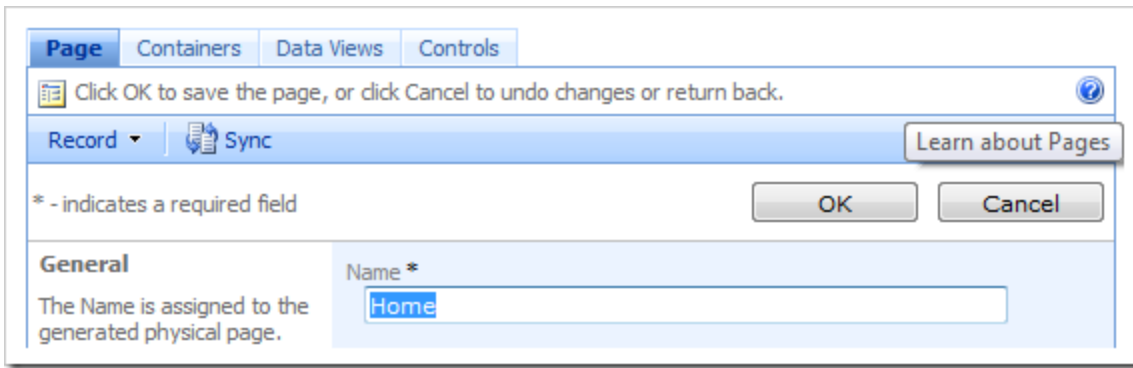 Page Containers Data Views Controls
Click OK to save the page, or click Cancel to undo changes or return back.
Record Sync
Learn about Pages
* - indicates a required field OK Cancel
General
Name *
The Name is assigned to the Home
generated physical page.